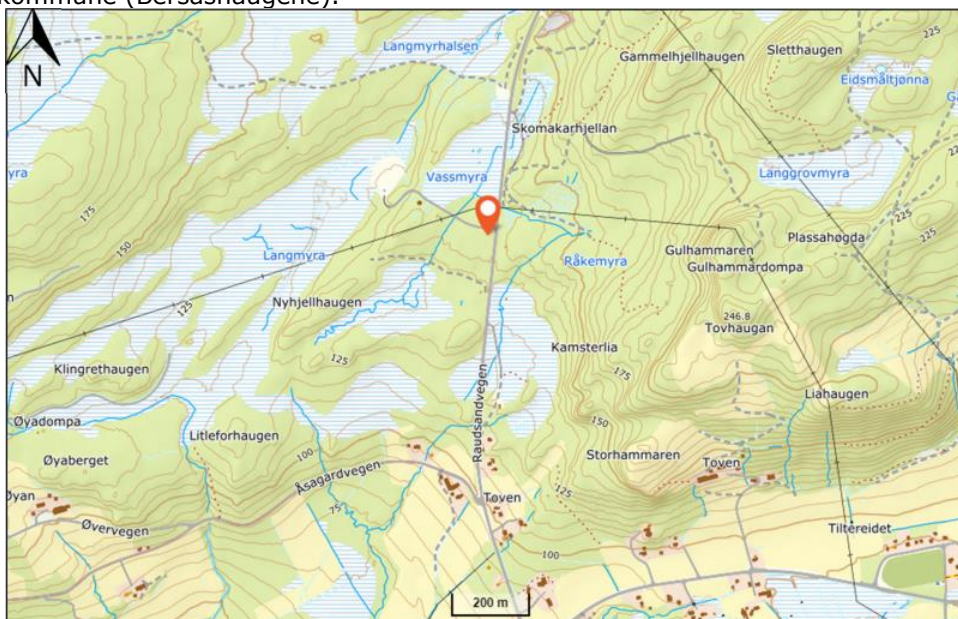 kommune (Bersåshaugene).
N
Langmyrhalsen
Gammelhjellhaugen
Sletthaugen
225
Eidsmåltjønna
Skomakarhjellan
Vassmyra
Langgrovmyra
175
150
225
Plassahøgda
225
Langmyra
Råkemyra
Gulhammaren
Gulhammardompa
Nyhjellhaugen
125
246.8
Tovhaugan
Kamsterlia
125
175
Klingrethaugen
Liahaugen
Øyadompa
Raudsandvegen
150
Litleforhaugen
Storhammaren
Øyaberget
100
Toven
Åsagardvegen
125
Toven
75
Øvervegen
Tiltereidet
100
200 m